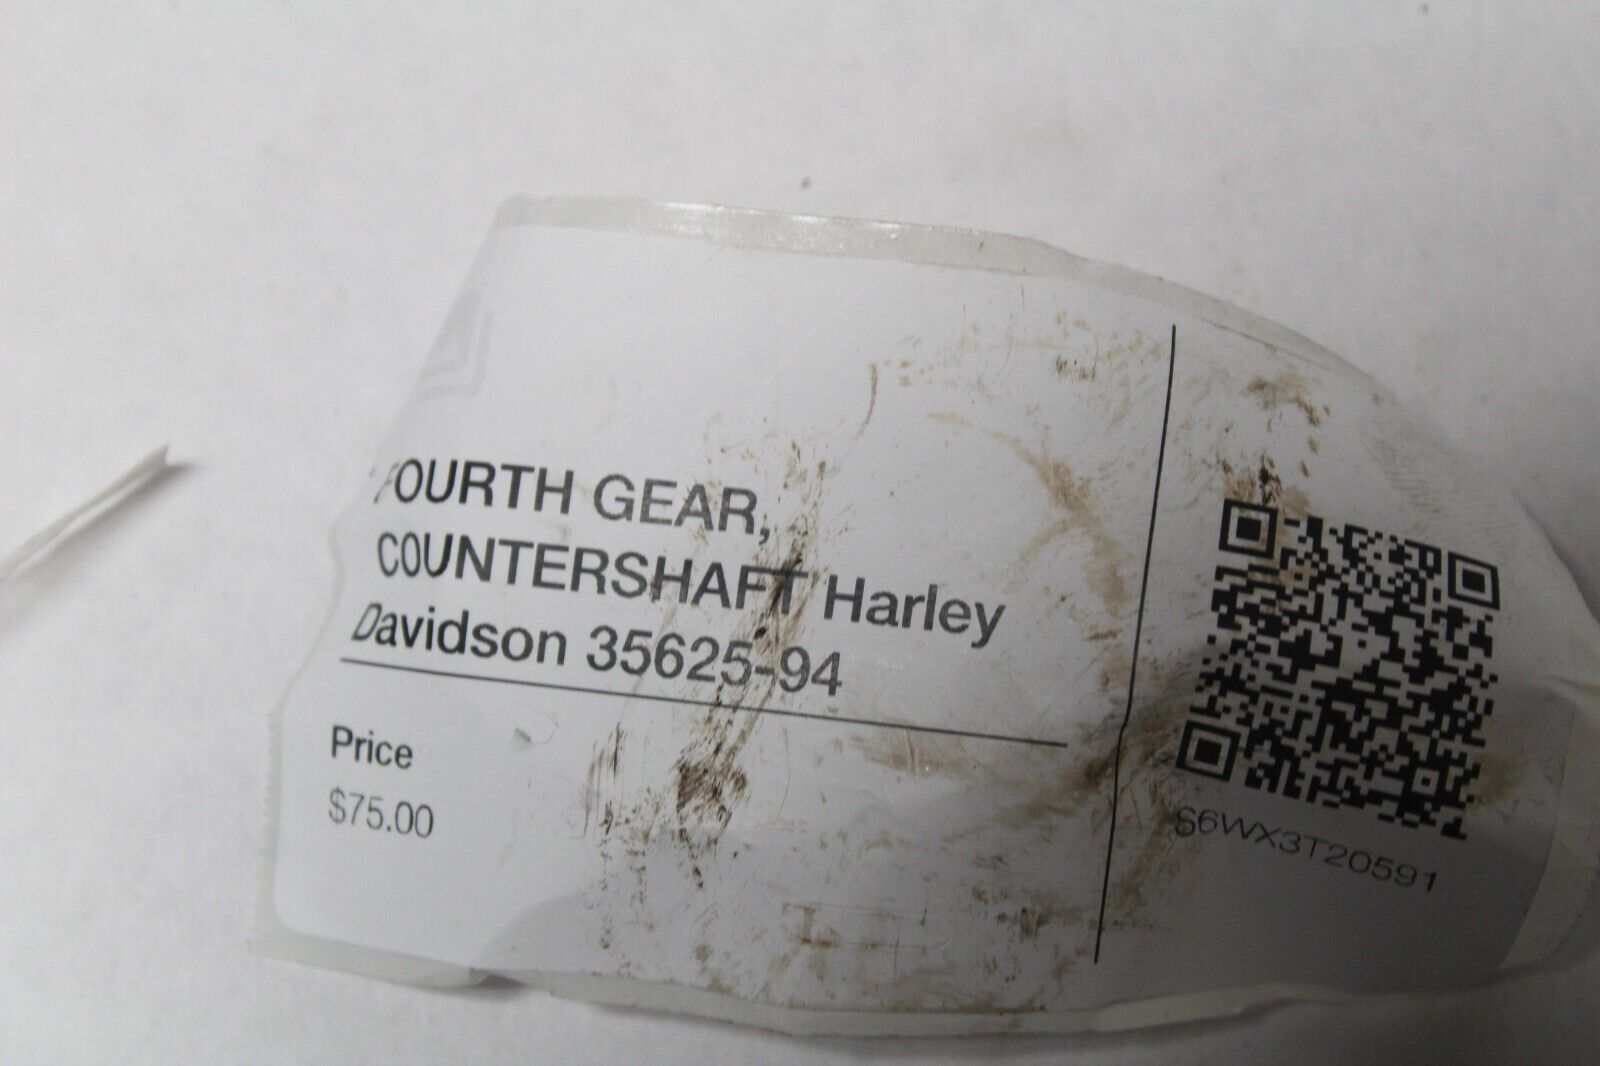 FOURTH GEAR,
COUNTERSHAFT Harley
Davidson 35625-94
Price
$75.00
S6WX3T20591